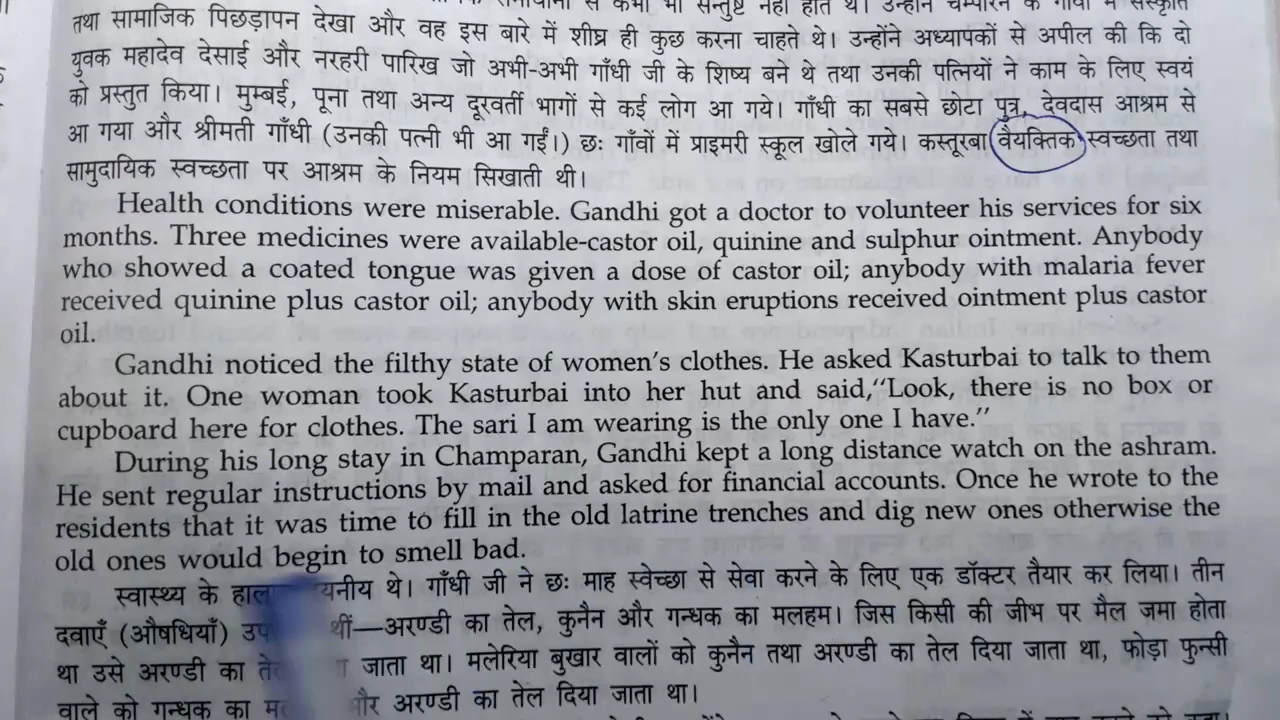 तथा सामाजिक पिछड़ापन देखा और वह इस बारे में शीघ्र ही कुछ करना चाहते थे। उन्होंने अध्यापकों से अपील की कि दो
युवक महादेव देसाई और नरहरी पारिख जो अभी-अभी गाँधी जी के शिष्य बने थे तथा उनकी पत्नियों ने काम के लिए स्वयं
को प्रस्तुत किया। मुम्बई, पूना तथा अन्य दूरवर्ती भागों से कई लोग आ गये। गाँधी का सबसे छोटा पुत्र, देवदास आश्रम से
आ गया और श्रीमती गाँधी (उनकी पत्नी भी आ गईं।) छः गाँवों में प्राइमरी स्कूल खोले गये। कस्तूरबा वैयक्तिक स्वच्छता तथा
सामुदायिक स्वच्छता पर आश्रम के नियम सिखाती थी।
Health conditions were miserable. Gandhi got a doctor to volunteer his services for six
months. Three medicines were available-castor oil, quinine and sulphur ointment. Anybody
who showed a coated tongue was given a dose of castor oil; anybody with malaria fever
received quinine plus castor oil; anybody with skin eruptions received ointment plus castor
oil.
Gandhi noticed the filthy state of women's clothes. He asked Kasturbai to talk to them
about it. One woman took Kasturbai into her hut and said,"Look, there is no box or
cupboard here for clothes. The sari I am wearing is the only one I have."
During his long stay in Champaran, Gandhi kept a long distance watch on the ashram.
He sent regular instructions by mail and asked for financial accounts. Once he wrote to the
residents that it was time to fill in the old latrine trenches and dig new ones otherwise the
old ones would begin to smell bad.
स्वास्थ्य के थे। गाँधी जी ने छः माह स्वेच्छा से सेवा करने के लिए एक डॉक्टर तैयार कर लिया। तीन
दवाएँ (औषधियाँ) थीं—अरण्डी का तेल, कुनैन और गन्धक का मलहम। जिस किसी की जीभ पर मैल जमा होता
था उसे अरण्डी का जाता था। मलेरिया बुखार वालों को कुनैन तथा अरण्डी का तेल दिया जाता था, फोड़ा फुन्सी
वाले को गन्धक का और अरण्डी का तेल दिया जाता था।